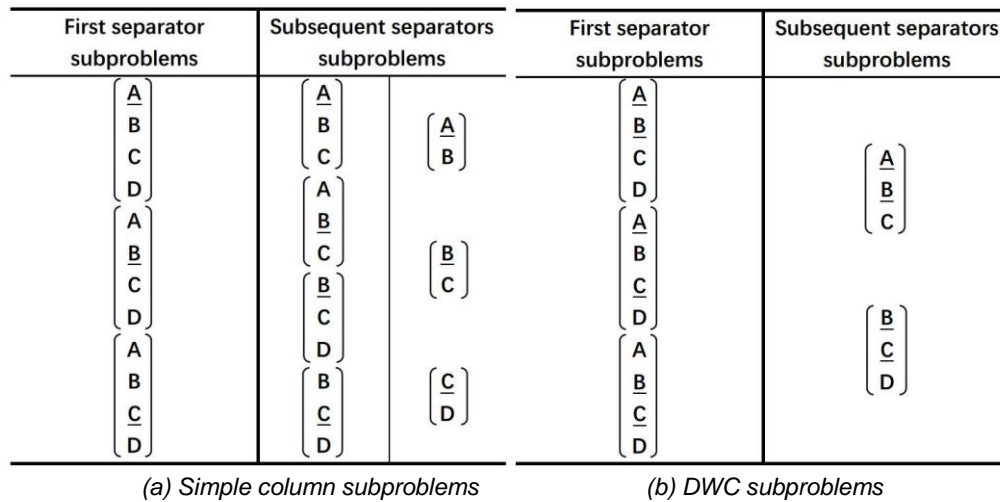 First separator subproblems
Subsequent separators subproblems
A
B
C
D
A
B
C
D
A
B
C
D
A
B
C
A
B
C
B
C
D
B
C
D
A
B
B
C
C
D
(a) Simple column subproblems
First separator subproblems
Subsequent separators subproblems
A
B
C
D
A
B
C
D
A
B
C
D
A
B
C
B
C
D
(b) DWC subproblems